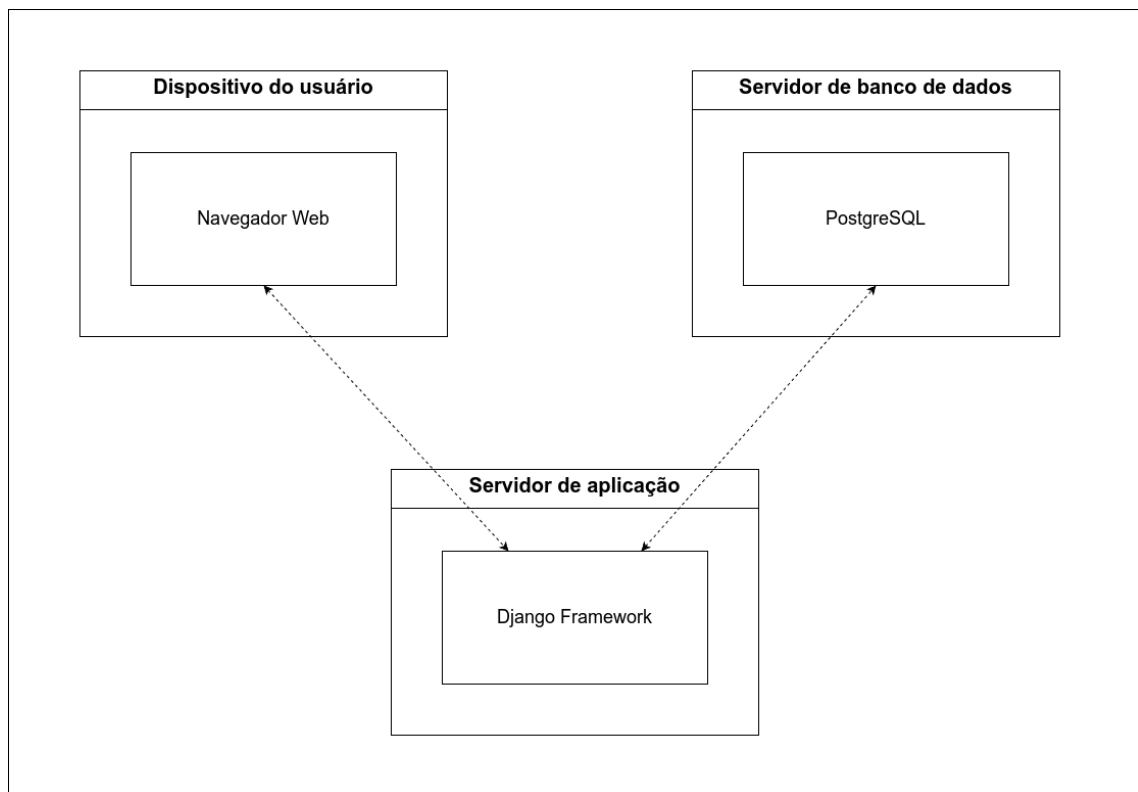 Dispositivo do usuário
Servidor de banco de dados
Navegador Web
PostgreSQL
Servidor de aplicação
Django Framework